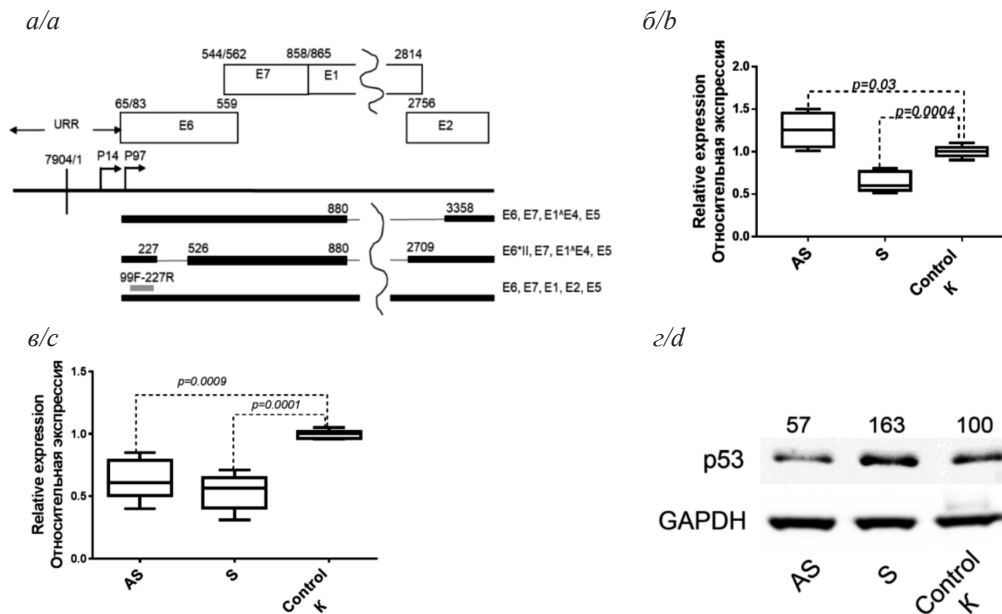 а/a
544/562
858/865
2814
E7
E1
65/83
559
2756
URR
E6
E2
7904/1
P14
P97
880
3358
E6, E7, E1^E4, E5
227
526
880
2709
E6*II, E7, E1^E4, E5
99F-227R
E6, E7, E1, E2, E5
б/b
Relative expression
Относительная экспрессия
2.0
1.5
1.0
0.5
0.0
p=0.03
p=0.0004
AS
S
Control
К
в/c
Relative expression
Относительная экспрессия
1.5
1.0
0.5
0.0
p=0.0009
p=0.0001
AS
S
Control
К
г/d
57
163
100
p53
GAPDH
AS
S
Control
К